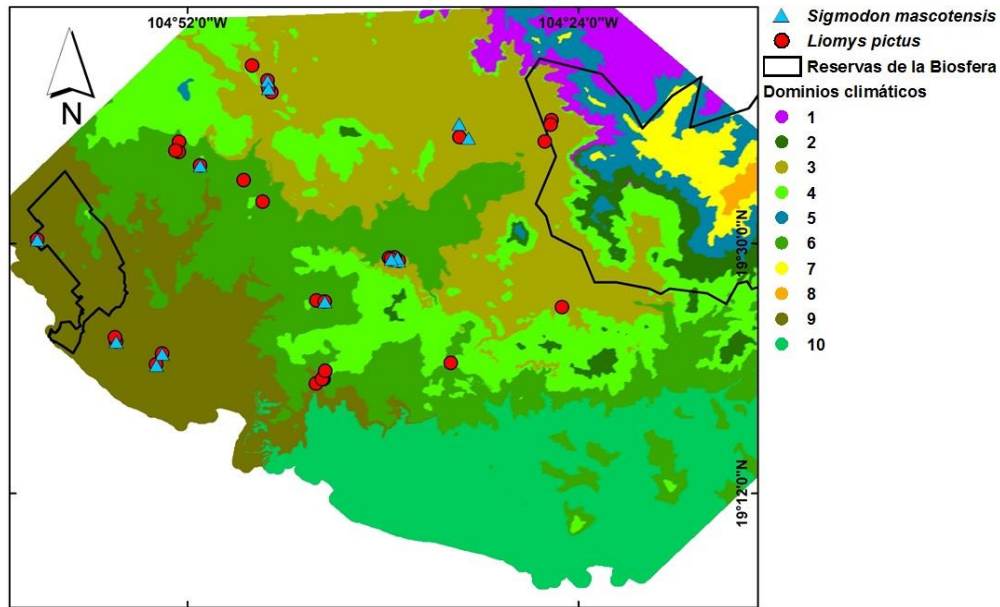 104°52'0"W
104°24'0"W
N
19°30'0"N
19°12'0"N
Sigmodon mascotensis
Liomys pictus
Reservas de la Biosfera
Dominios climáticos
1
2
3
4
5
6
7
8
9
10